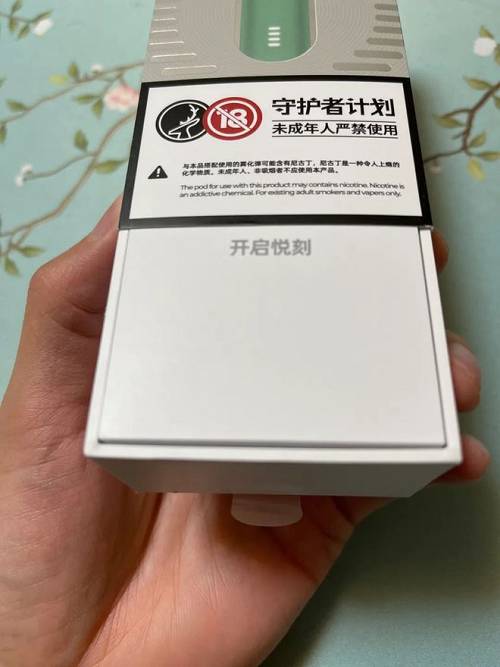 18
守护者计划
未成年人严禁使用
与本品搭配使用的雾化弹可能含有尼古丁，尼古丁是一种令人上瘾的
化学物质。未成年人、非吸烟者不应使用本产品。
The pod for use with this product may contains nicotine. Nicotine is
an addictive chemical. For existing adult smokers and vapers only.
开启悦刻